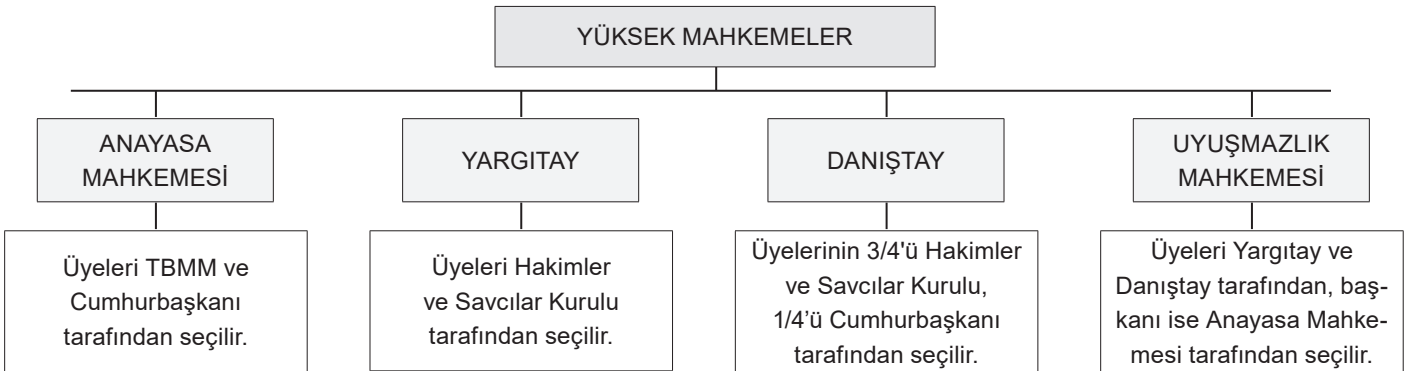 YÜKSEK MAHKEMELER
ANAYASA
MAHKEMESİ
Üyeleri TBMM ve
Cumhurbaşkanı
tarafından seçilir.
YARGITAY
Üyeleri Hakimler
ve Savcılar Kurulu
tarafından seçilir.
DANIŞTAY
Üyelerinin 3/4'ü Hakimler
ve Savcılar Kurulu,
1/4’ü Cumhurbaşkanı
tarafından seçilir.
UYUŞMAZLIK
MAHKEMESİ
Üyeleri Yargıtay ve
Danıştay tarafından, baş-
kanı ise Anayasa Mahke-
mesi tarafından seçilir.